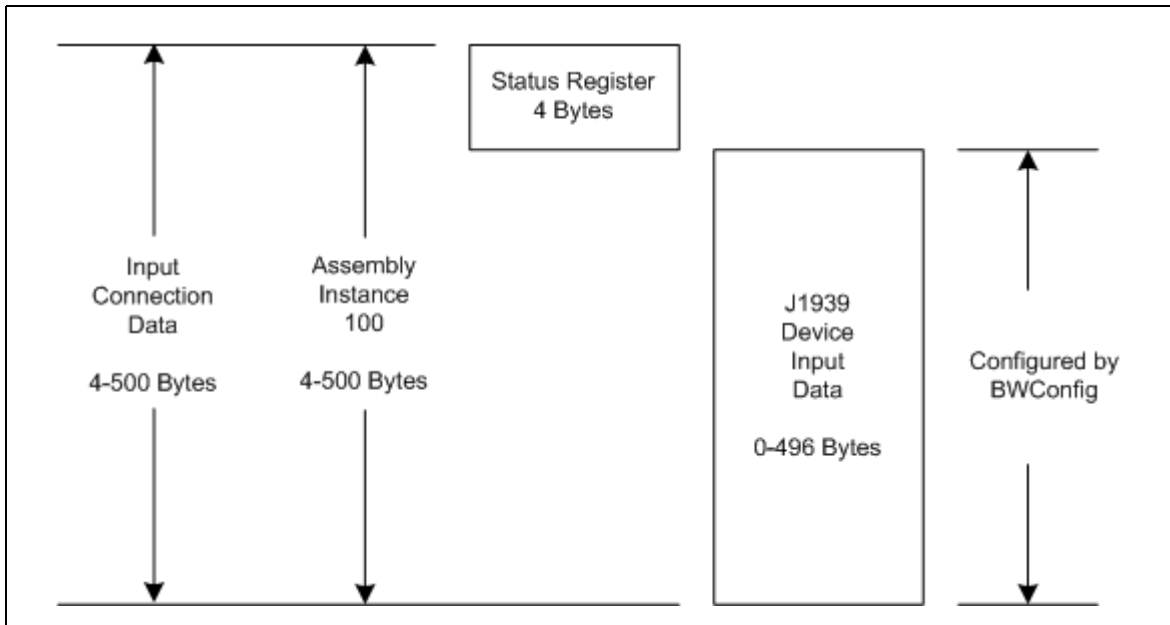 Status Register
4 Bytes
Input
Connection
Data
4-500 Bytes
Assembly
Instance
100
4-500 Bytes
J1939
Device
Input
Data
0-496 Bytes
Configured by
BWConfig